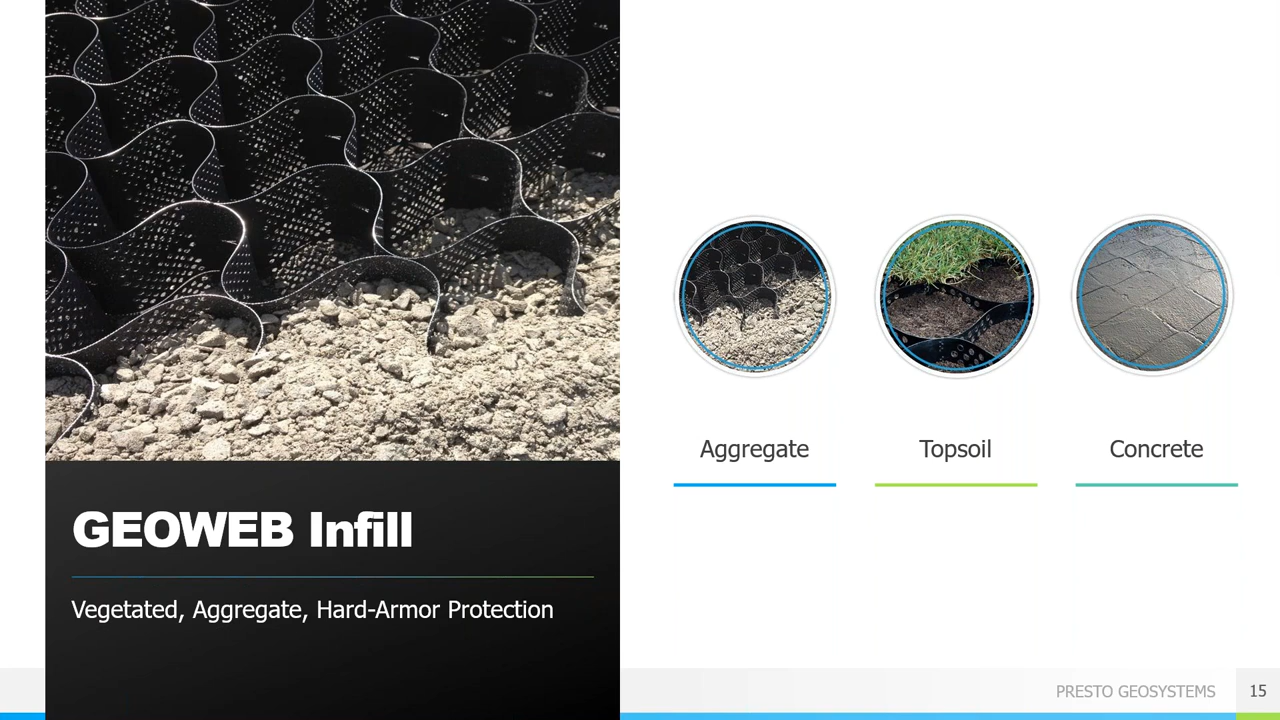 GEOWEB Infill
Vegetated, Aggregate, Hard-Armor Protection
Aggregate
Topsoil
Concrete
PRESTO GEOSYSTEMS
15